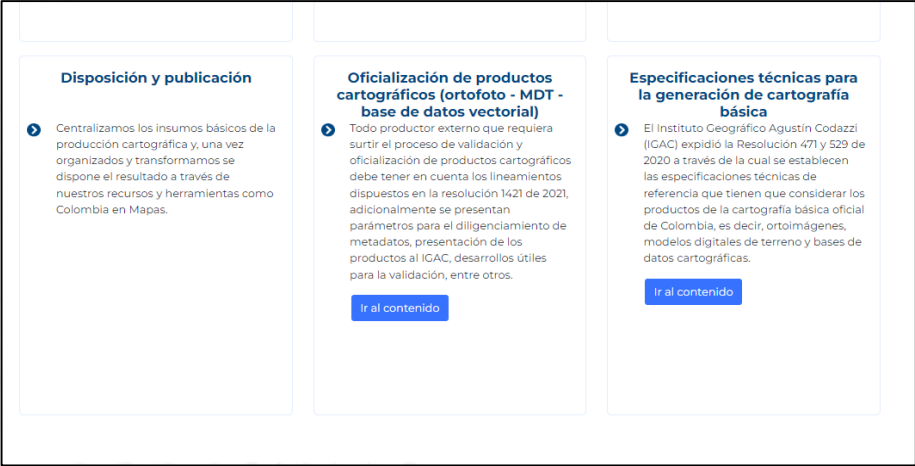 Disposición y publicación
Centralizamos los insumos básicos de la
producción cartográfica y, una vez
organizados y transformamos se
dispone el resultado a través de
nuestros recursos y herramientas como
Colombia en Mapas.
Oficialización de productos
cartográficos (ortofoto - MDT -
base de datos vectorial)
Todo productor externo que requiera
surtir el proceso de validación y
oficialización de productos cartográficos
debe tener en cuenta los lineamientos
dispuestos en la resolución 1421 de 2021,
adicionalmente se presentan
parámetros para el diligenciamiento de
metadatos, presentación de los
productos al IGAC, desarrollos útiles
para la validación, entre otros.
Ir al contenido
Especificaciones técnicas para
la generación de cartografía
básica
El Instituto Geográfico Agustín Codazzi
(IGAC) expidió la Resolución 471 y 529 de
2020 a través de la cual se establecen
las especificaciones técnicas de
referencia que tienen que considerar los
productos de la cartografía básica oficial
de Colombia, es decir, ortoimágenes,
modelos digitales de terreno y bases de
datos cartográficas.
Ir al contenido